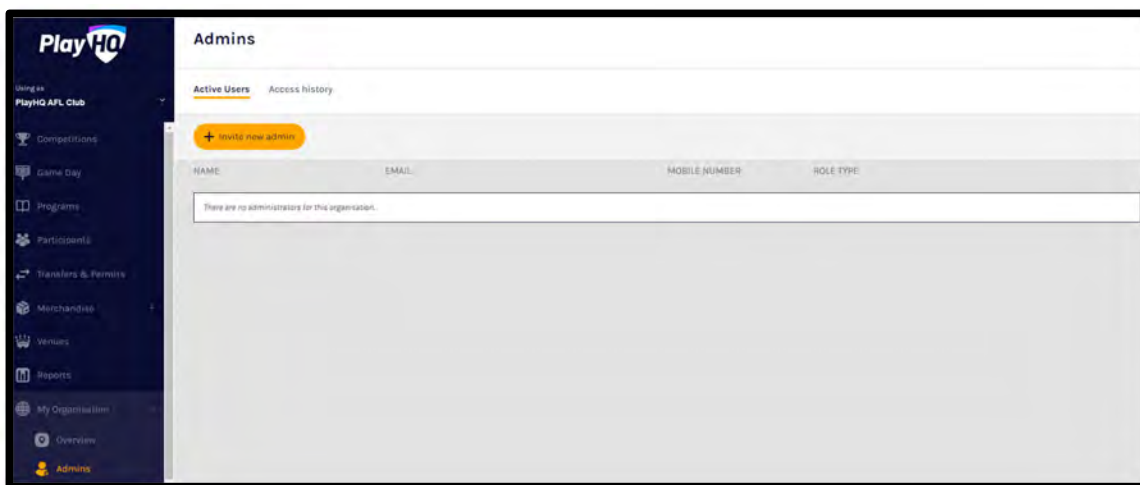 PlayHQ
Using as
PlayHQ AFL Club
Competitions
Game Day
Programs
Participants
Transfers & Permits
Merchandise
Venues
Reports
My Organisation
Overview
Admins
Admins
Active Users Access history
+ Invite new admin
NAME EMAIL MOBILE NUMBER ROLE TYPE
There are no administrators for this organisation.